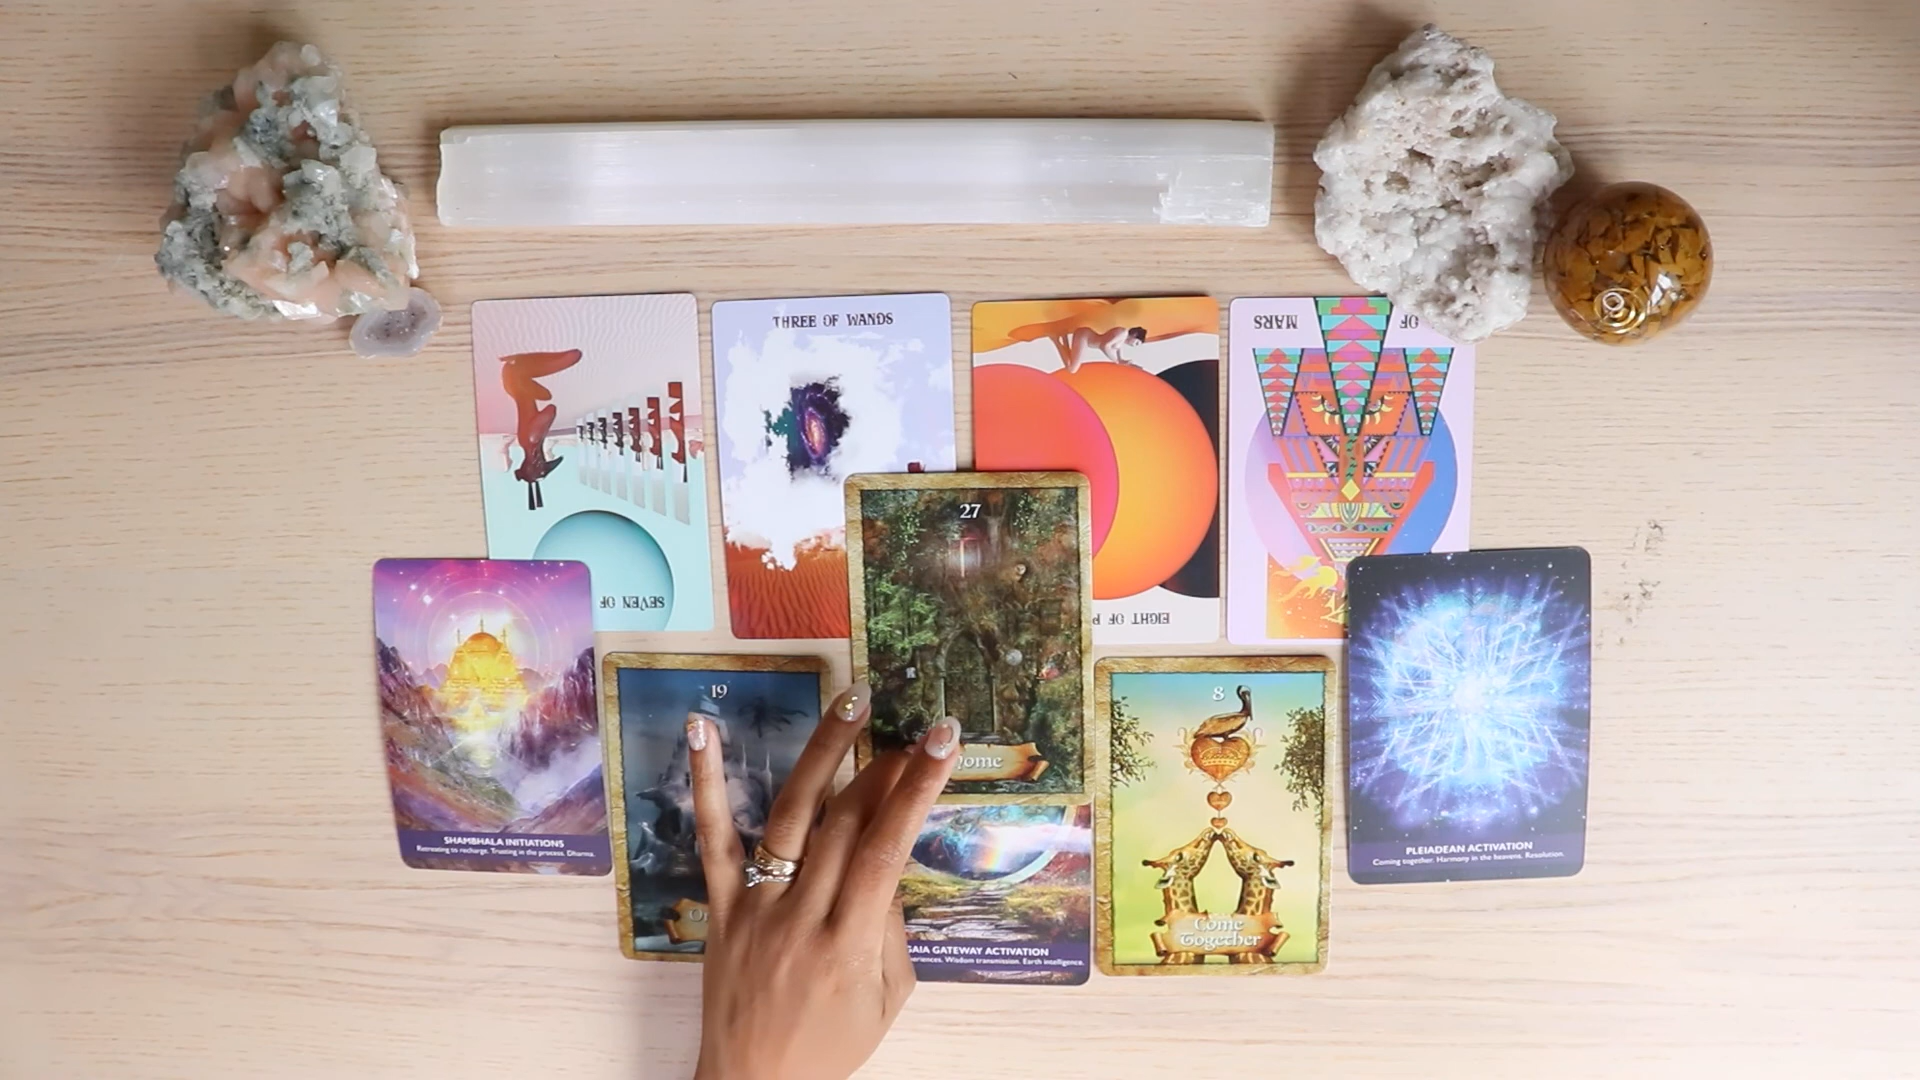 THREE OF WANDS
OF
MARS
SEVEN OF
EIGHT OF
27
ome
19
8
Come
Together
SHAMBHALA INITIATIONS
Retreating to recharge. Trusting in the process. Dharma.
PLEIADEAN ACTIVATION
Coming together. Harmony in the heavens. Resolution.
GAIA GATEWAY ACTIVATION
Wisdom transmission. Earth intelligence.